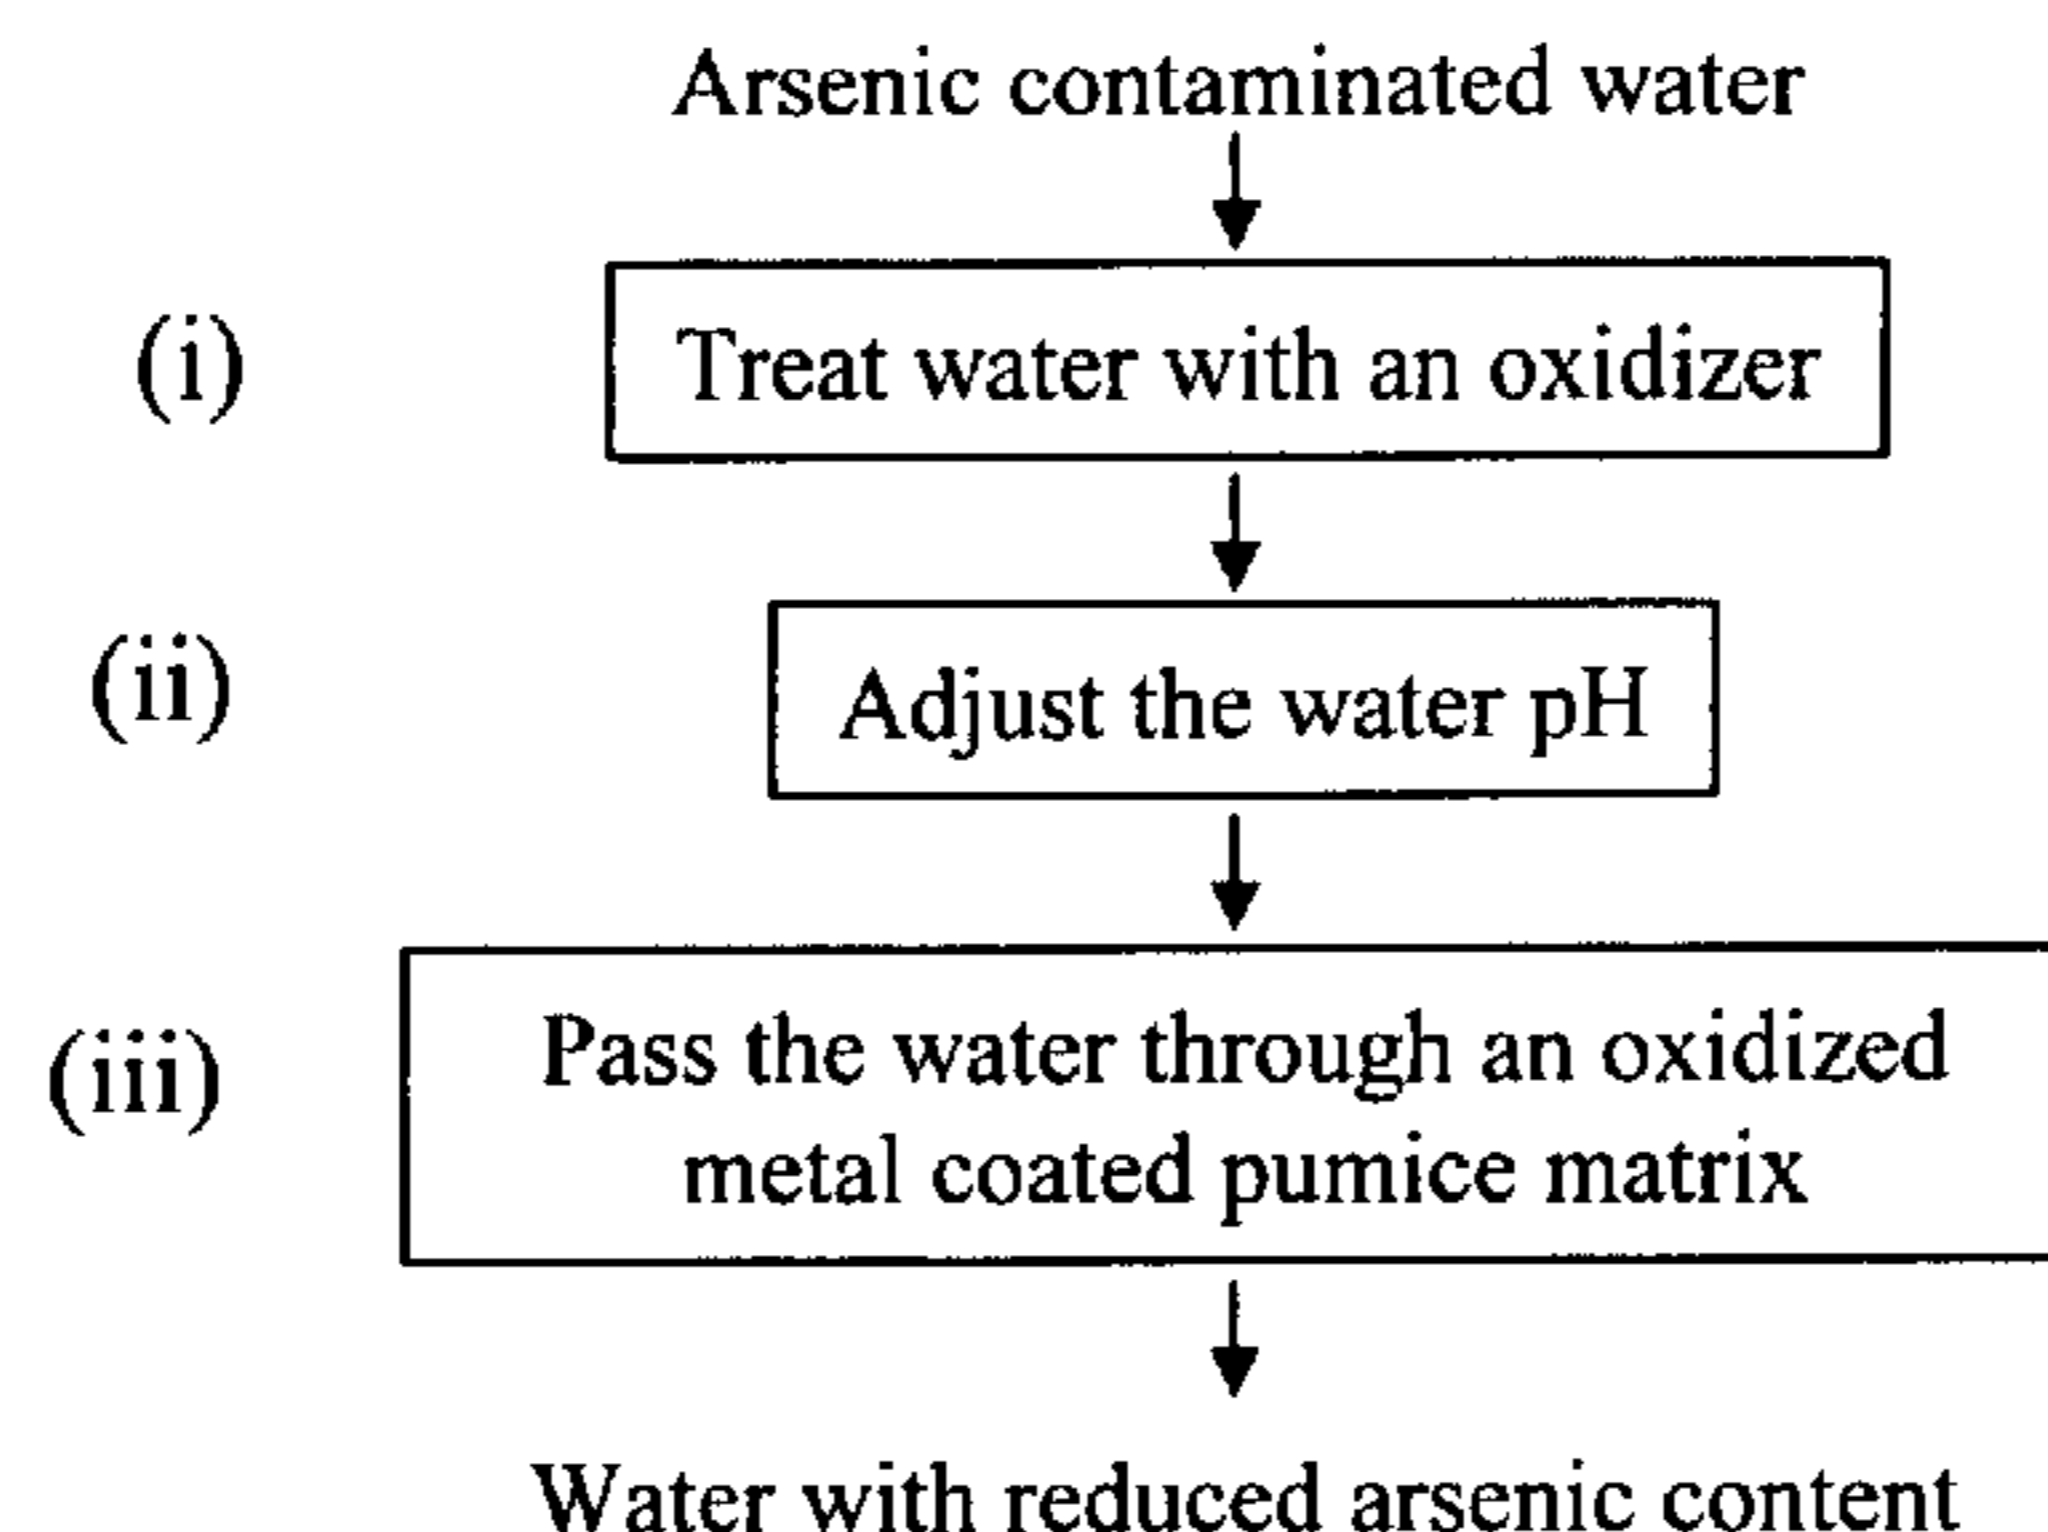 Arsenic contaminated water
(i)
Treat water with an oxidizer
(ii)
Adjust the water pH
(iii)
Pass the water through an oxidized
metal coated pumice matrix
Water with reduced arsenic content